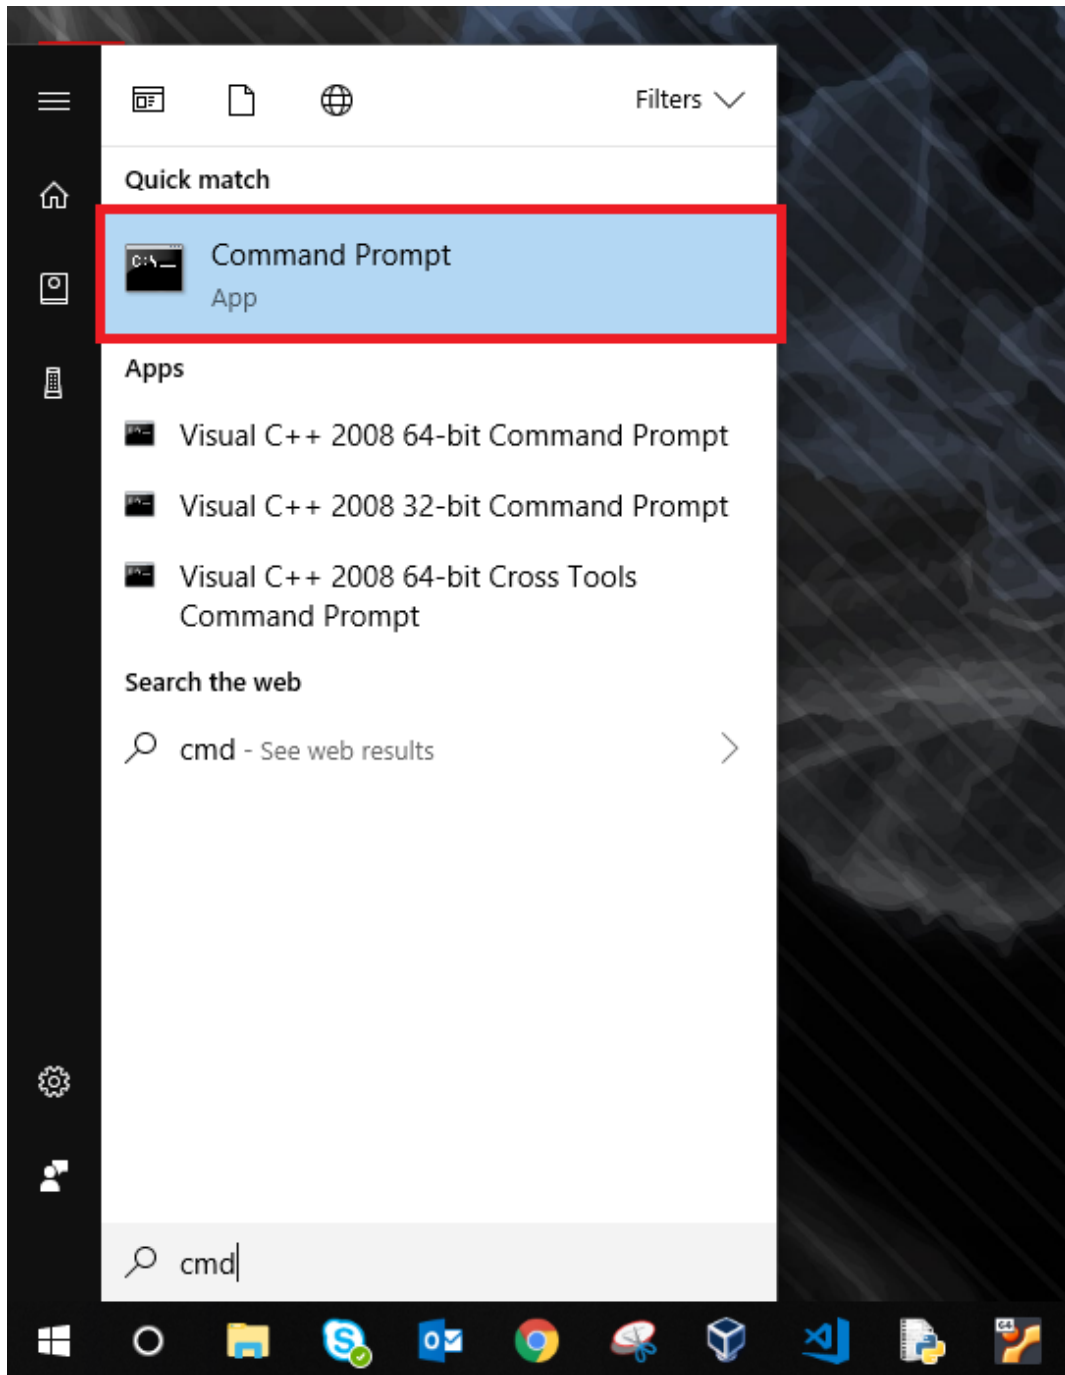 Filters
Quick match
C:\_
Command Prompt
App
Apps
Visual C++ 2008 64-bit Command Prompt
Visual C++ 2008 32-bit Command Prompt
Visual C++ 2008 64-bit Cross Tools
Command Prompt
Search the web
cmd - See web results
cmd
64